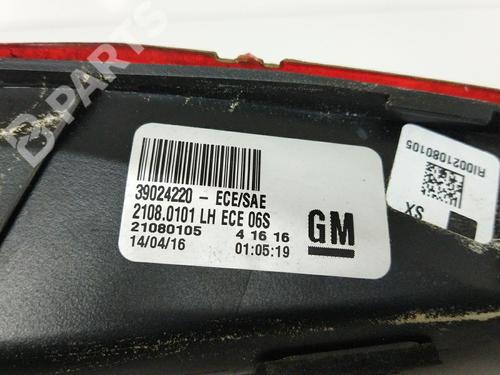 B-PARTS
39024220 - ECE/SAE
2108.0101 LH ECE 06S
21080105 4 16 16
14/04/16 01:05:19
GM
RI0021080105
SX